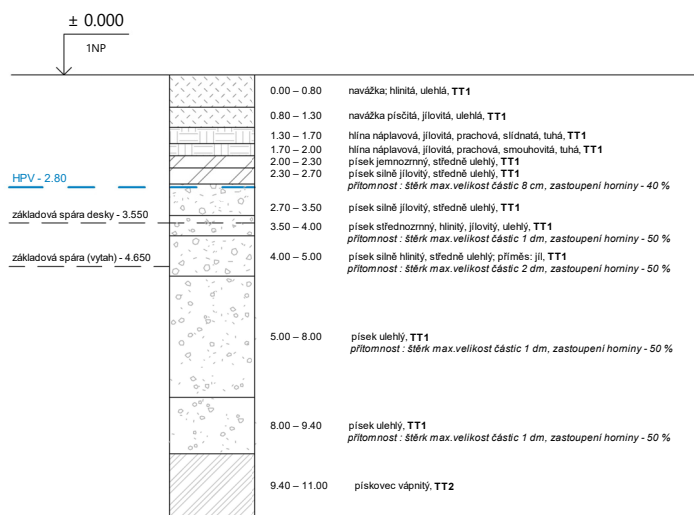 ± 0.000
1NP
0.00 – 0.80 navážka; hlinitá, ulehlá, TT1
0.80 – 1.30 navážka písčitá, jílovitá, ulehlá, TT1
1.30 – 1.70 hlína náplavová, jílovitá, prachová, slídnatá, tuhá, TT1
1.70 – 2.00 hlína náplavová, jílovitá, prachová, smouhovitá, tuhá, TT1
2.00 – 2.30 písek jemnozrnný, středně ulehlý, TT1
2.30 – 2.70 písek silně jílovitý, středně ulehlý, TT1
přítomnost : štěrk max.velikost částic 8 cm, zastoupení horniny - 40 %
HPV - 2.80
2.70 – 3.50 písek silně jílovitý, středně ulehlý, TT1
základová spára desky - 3.550
3.50 – 4.00 písek střednozrnný, hlinitý, jílovitý, ulehlý, TT1
přítomnost : štěrk max.velikost částic 1 dm, zastoupení horniny - 50 %
základová spára (vytah) - 4.650
4.00 – 5.00 písek silně hlinitý, středně ulehlý; příměs: jíl, TT1
přítomnost : štěrk max.velikost částic 2 dm, zastoupení horniny - 50 %
5.00 – 8.00 písek ulehlý, TT1
přítomnost : štěrk max.velikost částic 1 dm, zastoupení horniny - 50 %
8.00 – 9.40 písek ulehlý, TT1
přítomnost : štěrk max.velikost částic 1 dm, zastoupení horniny - 50 %
9.40 – 11.00 pískovec vápnitý, TT2